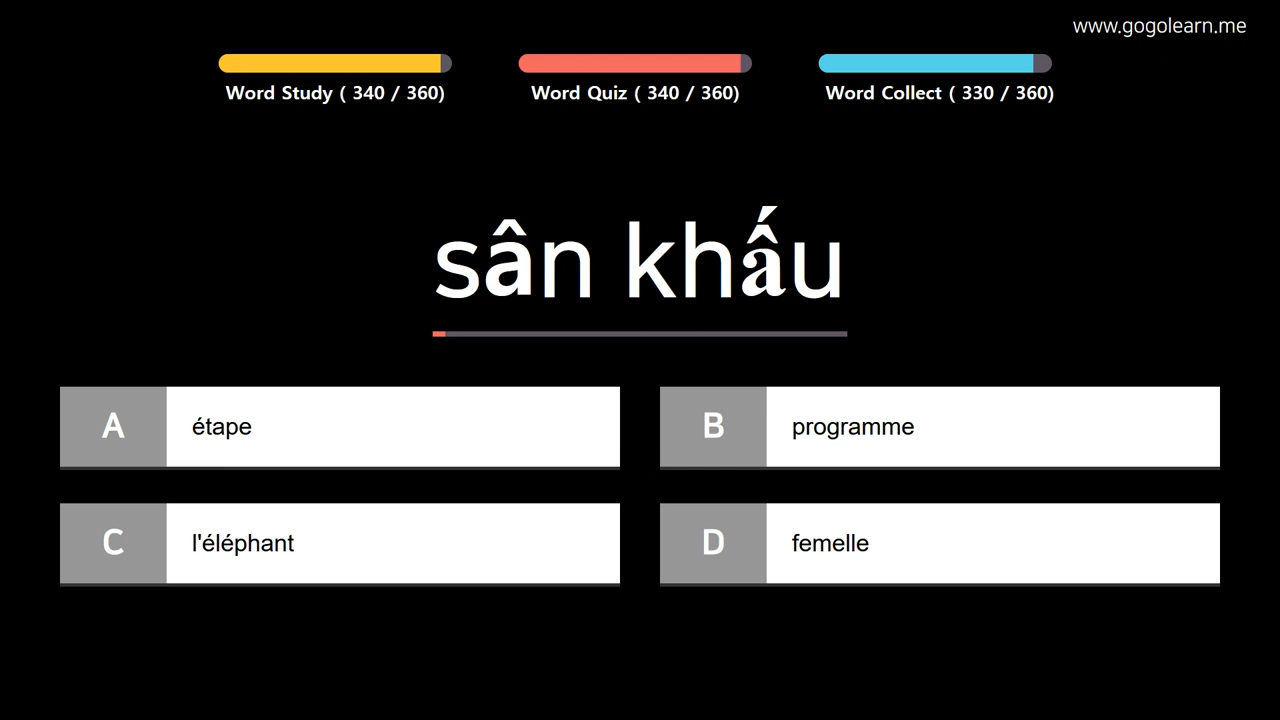 www.gogolearn.me
Word Study ( 340 / 360)
Word Quiz ( 340 / 360)
Word Collect ( 330 / 360)
sân khấu
A étape
B programme
C l'éléphant
D femelle